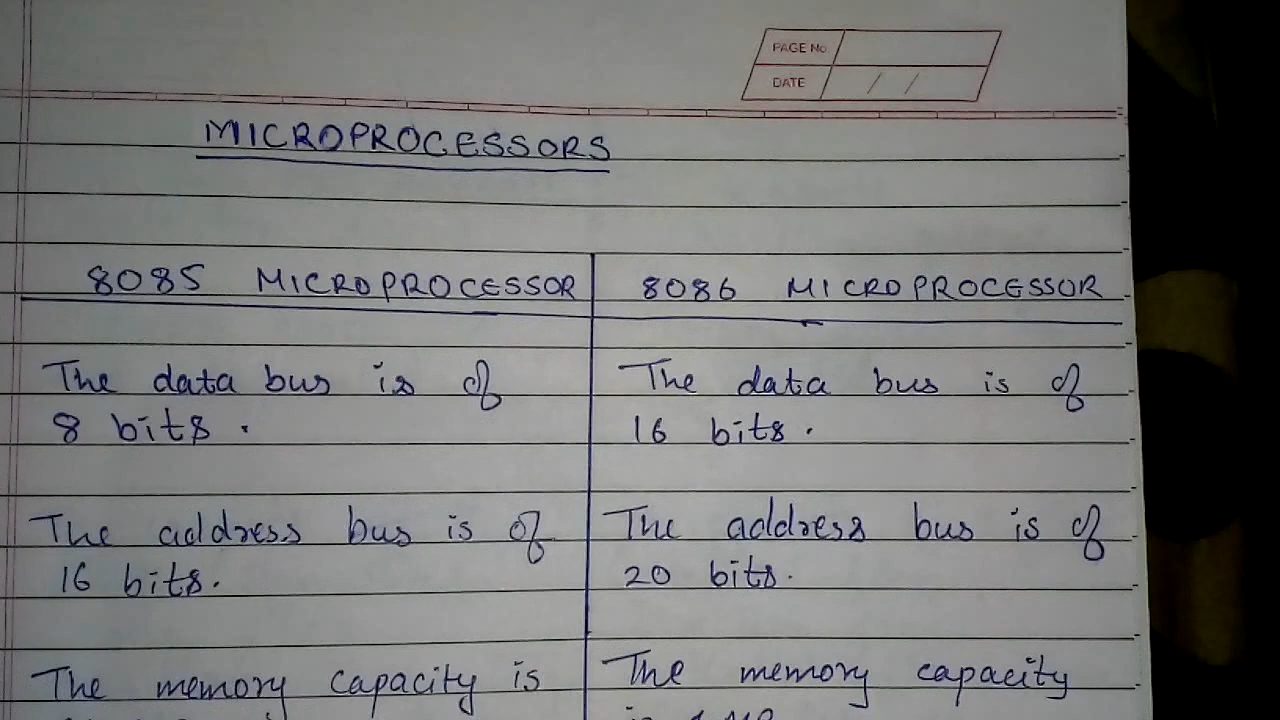 PAGE No
DATE / /
MICROPROCESSORS
8085 MICROPROCESSOR 8086 MICROPROCESSOR
The data bus is of The data bus is of
8 bits. 16 bits.
The address bus is of The address bus is of
16 bits. 20 bits.
The memory capacity is The memory capacity